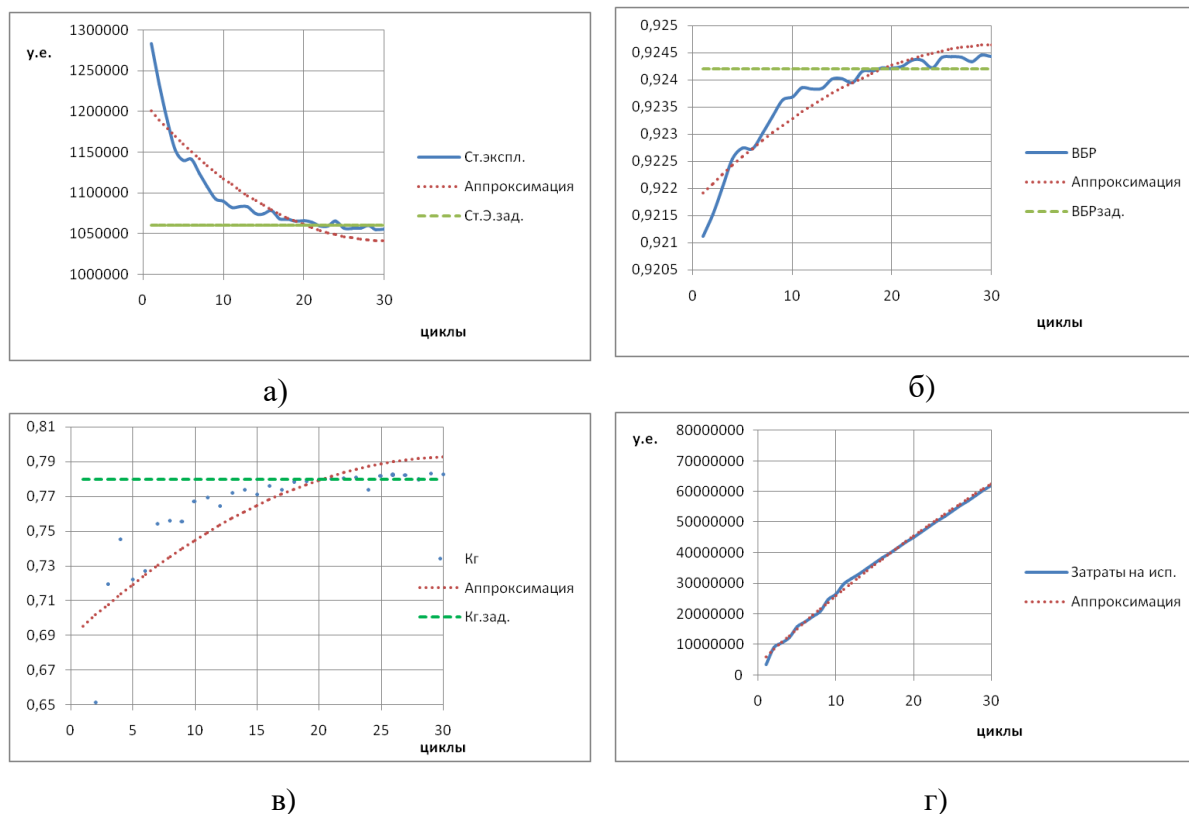 у.е.
1300000
1250000
1200000
1150000
1100000
1050000
1000000
0 10 20 30
циклы
Ст.экспл.
Аппроксимация
Ст.Э.зад.
а)
0,925
0,9245
0,924
0,9235
0,923
0,9225
0,922
0,9215
0,921
0,9205
0 10 20 30
циклы
ВБР
Аппроксимация
ВБРзад.
б)
0,81
0,79
0,77
0,75
0,73
0,71
0,69
0,67
0,65
0 5 10 15 20 25 30
циклы
Кг
Аппроксимация
Кг.зад.
в)
у.е.
80000000
70000000
60000000
50000000
40000000
30000000
20000000
10000000
0
0 10 20 30
циклы
Затраты на исп.
Аппроксимация
г)